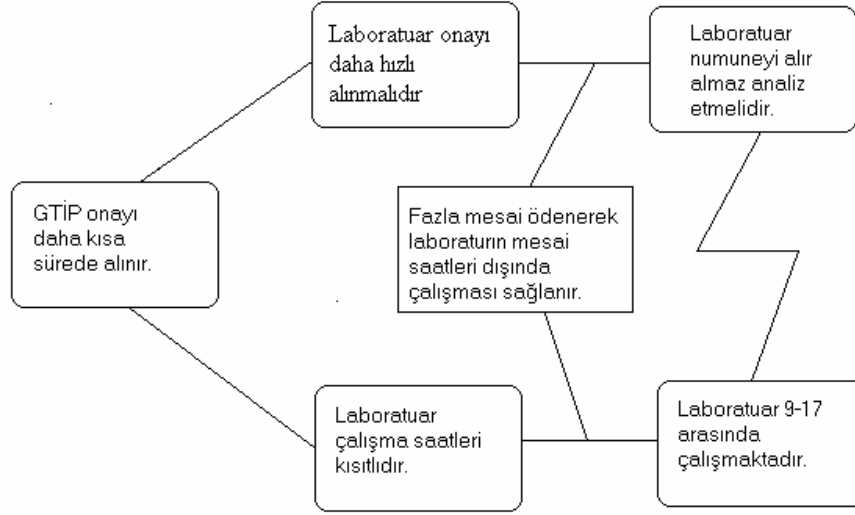 Laboratuar onayı
daha hızlı
alınmalıdır
Laboratuar
numuneyi alır
almaz analiz
etmelidir.
GTİP onayı
daha kısa
sürede alınır.
Fazla mesai ödenerek
laboraturın mesai
saatleri dışında
çalışması sağlanır.
Laboratuar
çalışma saatleri
kısıtlıdır.
Laboratuar 9-17
arasında
çalışmaktadır.